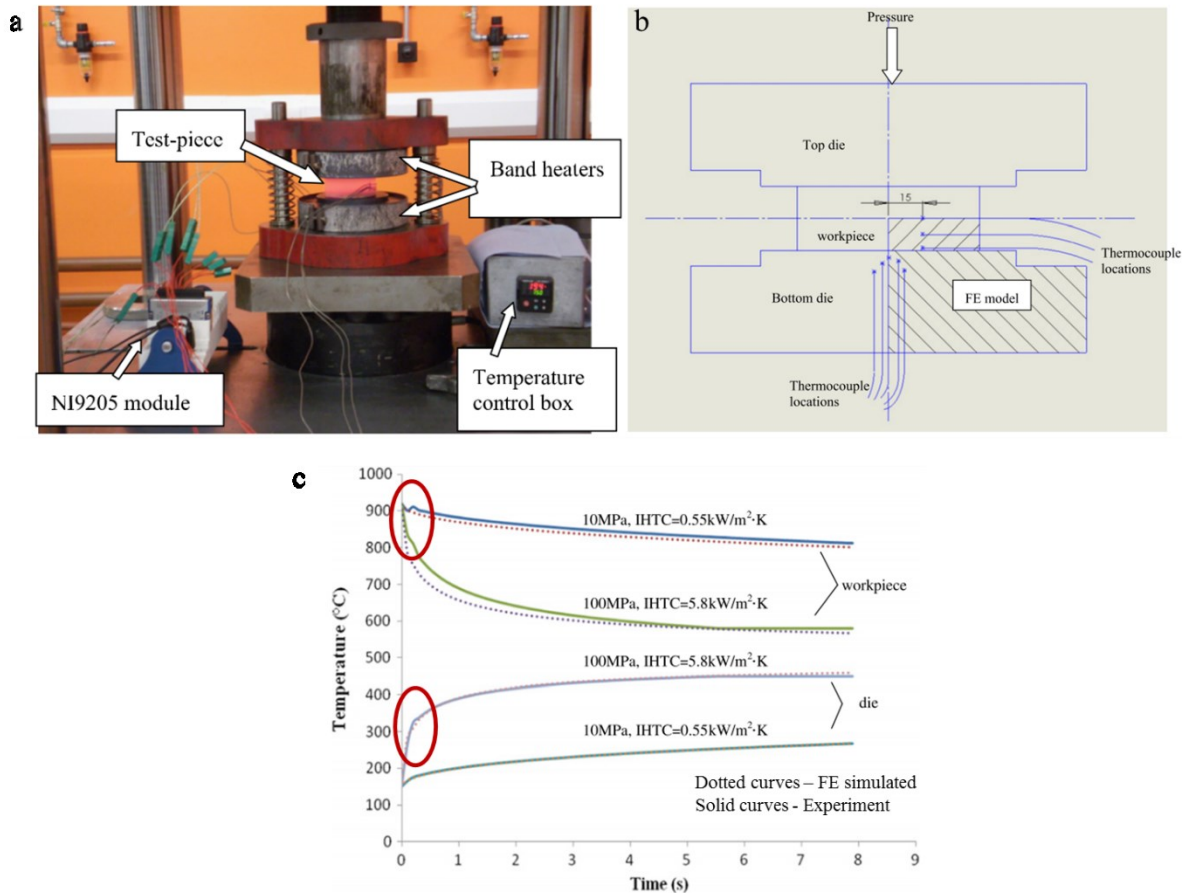 a
Test-piece
Band heaters
NI9205 module
Temperature
control box
b
Pressure
Top die
15
workpiece
Thermocouple
locations
Bottom die
FE model
Thermocouple
locations
c
Temperature (°C)
1000
900
800
700
600
500
400
300
200
100
0
10MPa, IHTC=0.55kW/m²·K
workpiece
100MPa, IHTC=5.8kW/m²·K
100MPa, IHTC=5.8kW/m²·K
die
10MPa, IHTC=0.55kW/m²·K
Dotted curves – FE simulated
Solid curves - Experiment
0 1 2 3 4 5 6 7 8 9
Time (s)